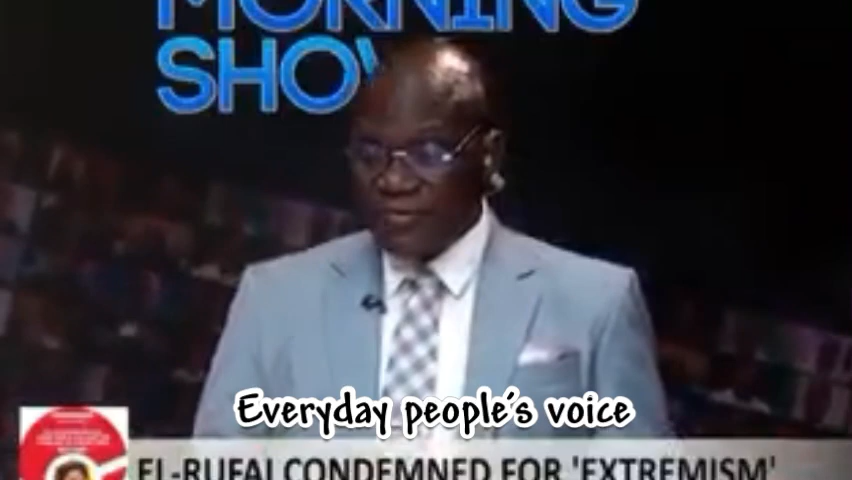 MORNING
SHOW
Everyday people's voice
EL-RUFAI CONDEMNED FOR 'EXTREMISM'